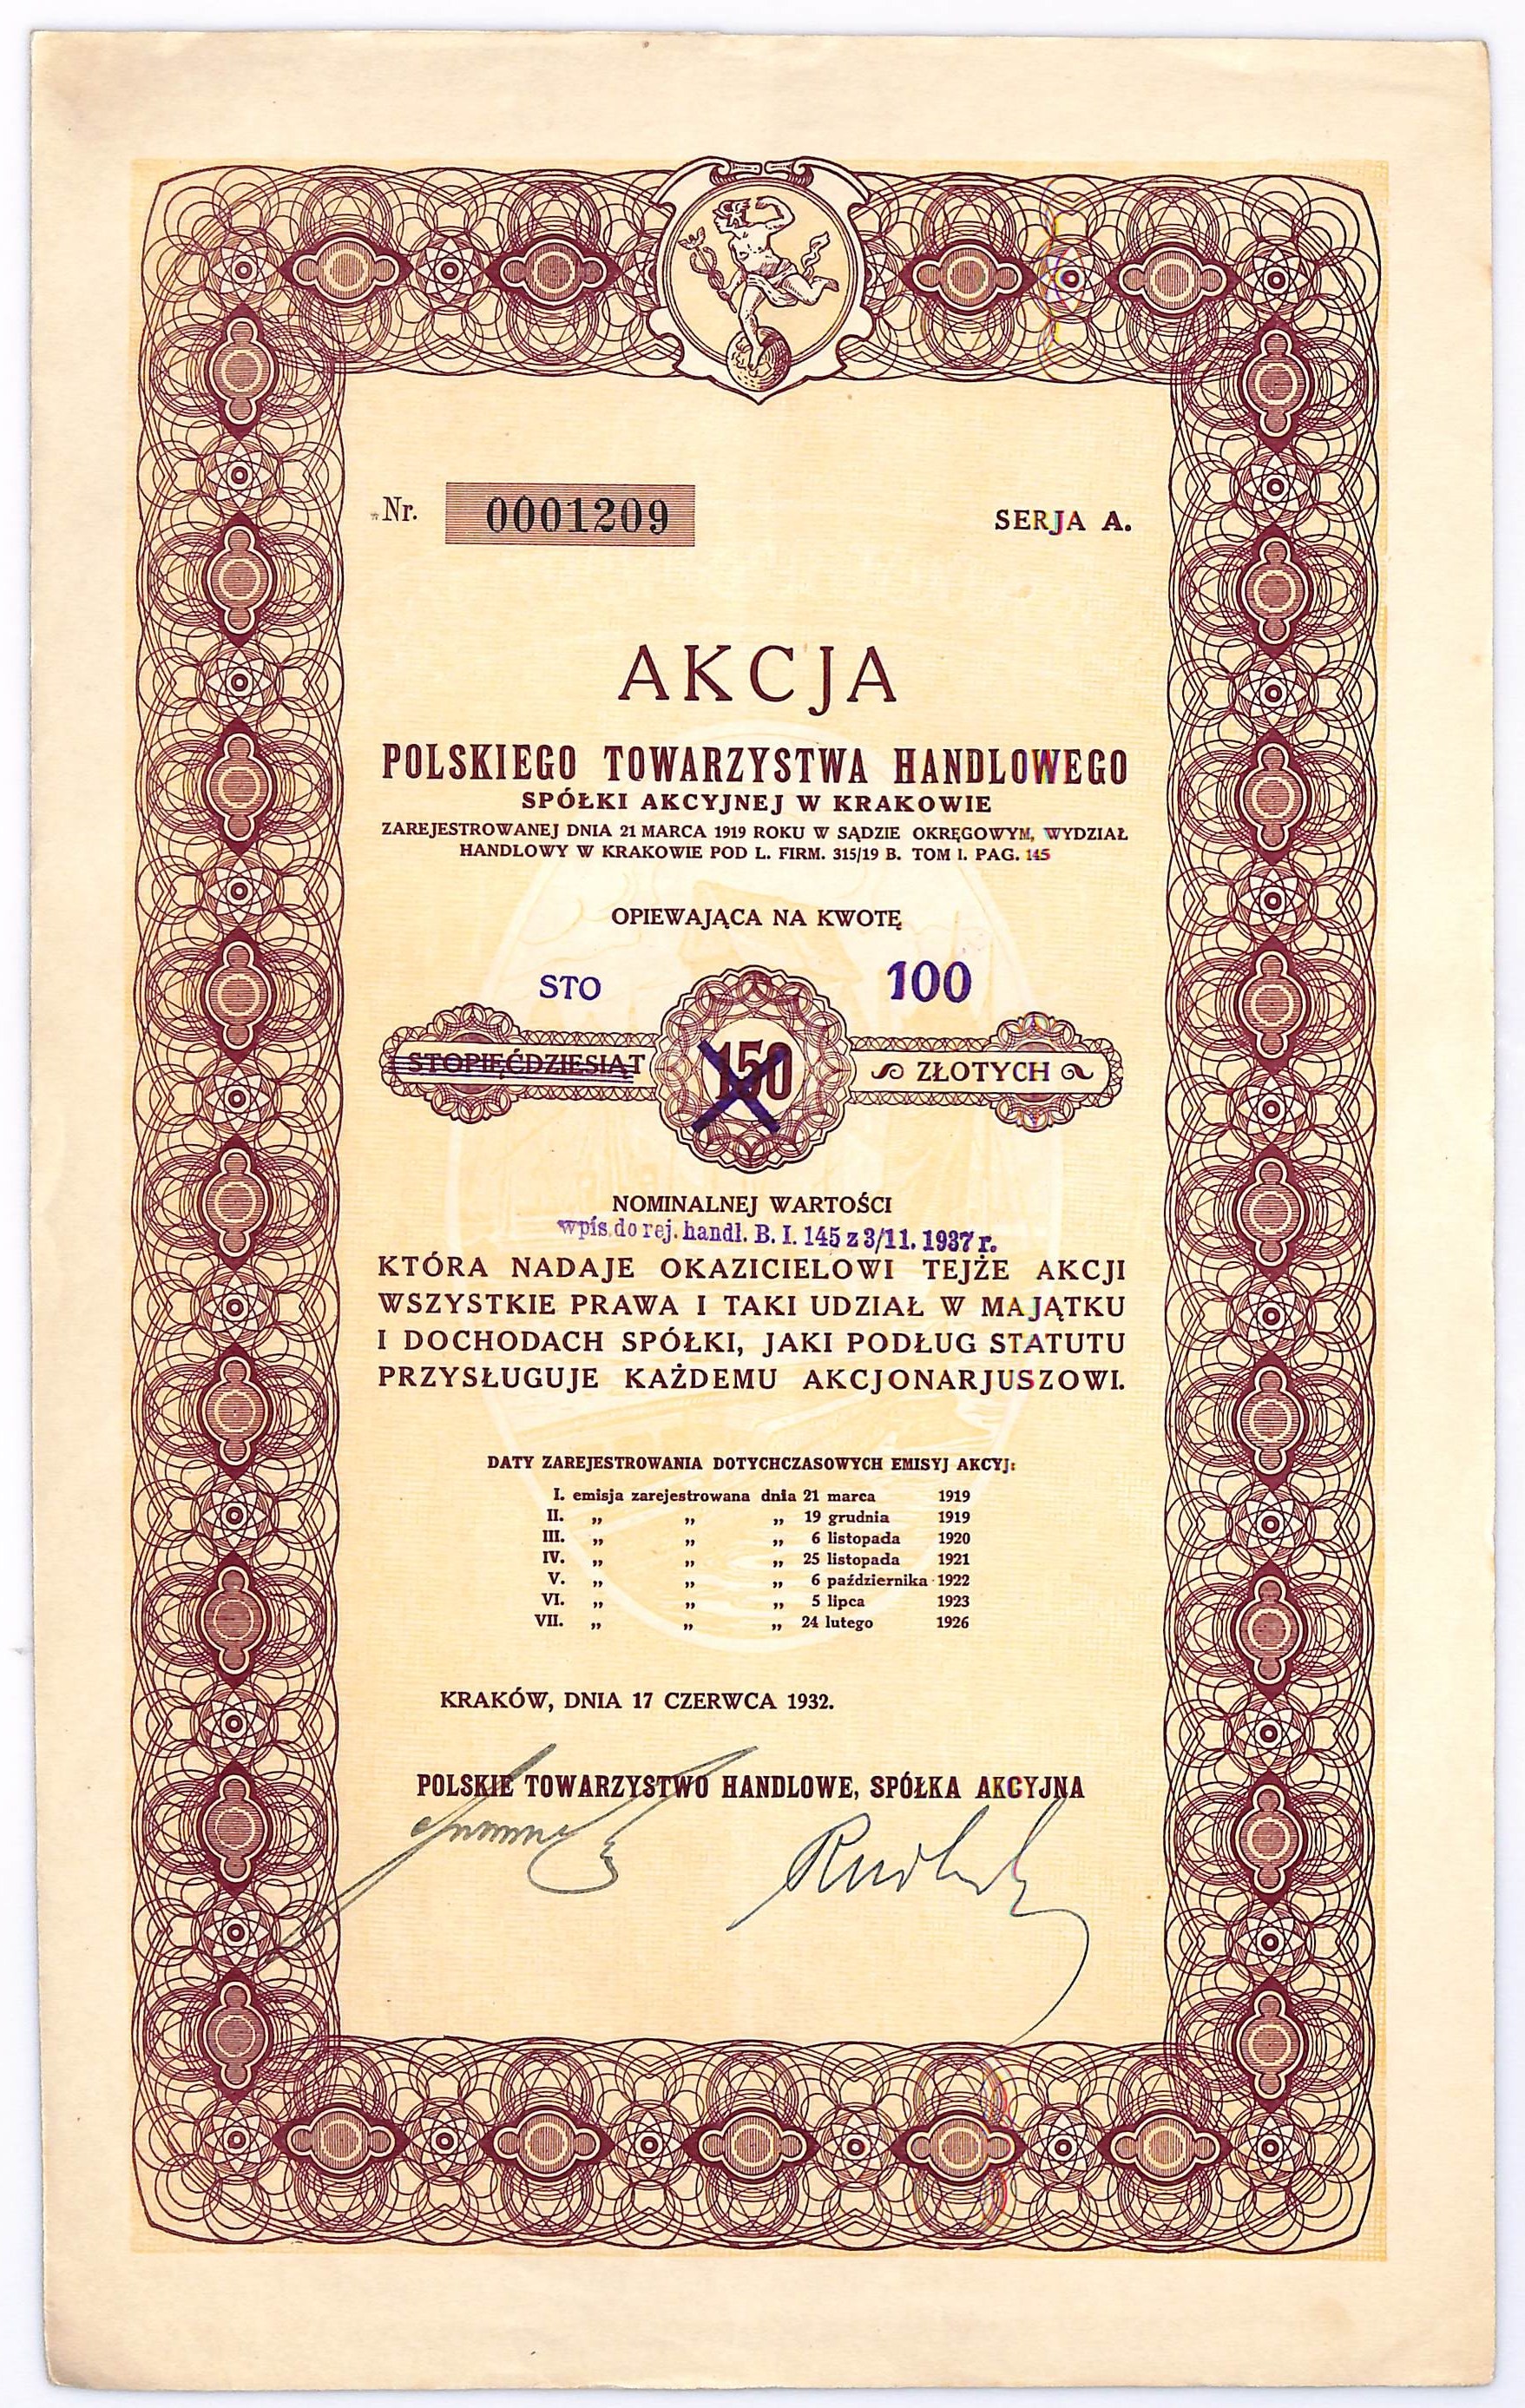 Nr. 0001209 SERJA A.
AKCJA
POLSKIEGO TOWARZYSTWA HANDLOWEGO
SPÓŁKI AKCYJNEJ W KRAKOWIE
ZAREJESTROWANEJ DNIA 21 MARCA 1919 ROKU W SĄDZIE OKRĘGOWYM, WYDZIAŁ
HANDLOWY W KRAKOWIE POD L. FIRM. 315/19 B. TOM I. PAG. 145
OPIEWAJĄCA NA KWOTĘ
STO 100
STOPIĘĆDZIESIĄT 150 ZŁOTYCH
NOMINALNEJ WARTOŚCI
wpis do rej. handl. B. I. 145 z 3/11. 1937 r.
KTÓRA NADAJE OKAZICIELOWI TEJŻE AKCJI
WSZYSTKIE PRAWA I TAKI UDZIAŁ W MAJĄTKU
I DOCHODACH SPÓŁKI, JAKI PODŁUG STATUTU
PRZYSŁUGUJE KAŻDEMU AKCJONARJUSZOWI.
DATY ZAREJESTROWANIA DOTYCHCZASOWYCH EMISYJ AKCYJ:
I. emisja zarejestrowana dnia 21 marca 1919
II. „ „ „ 19 grudnia 1919
III. „ „ „ 6 listopada 1920
IV. „ „ „ 25 listopada 1921
V. „ „ „ 6 października 1922
VI. „ „ „ 5 lipca 1923
VII. „ „ „ 24 lutego 1926
KRAKÓW, DNIA 17 CZERWCA 1932.
POLSKIE TOWARZYSTWO HANDLOWE, SPÓŁKA AKCYJNA